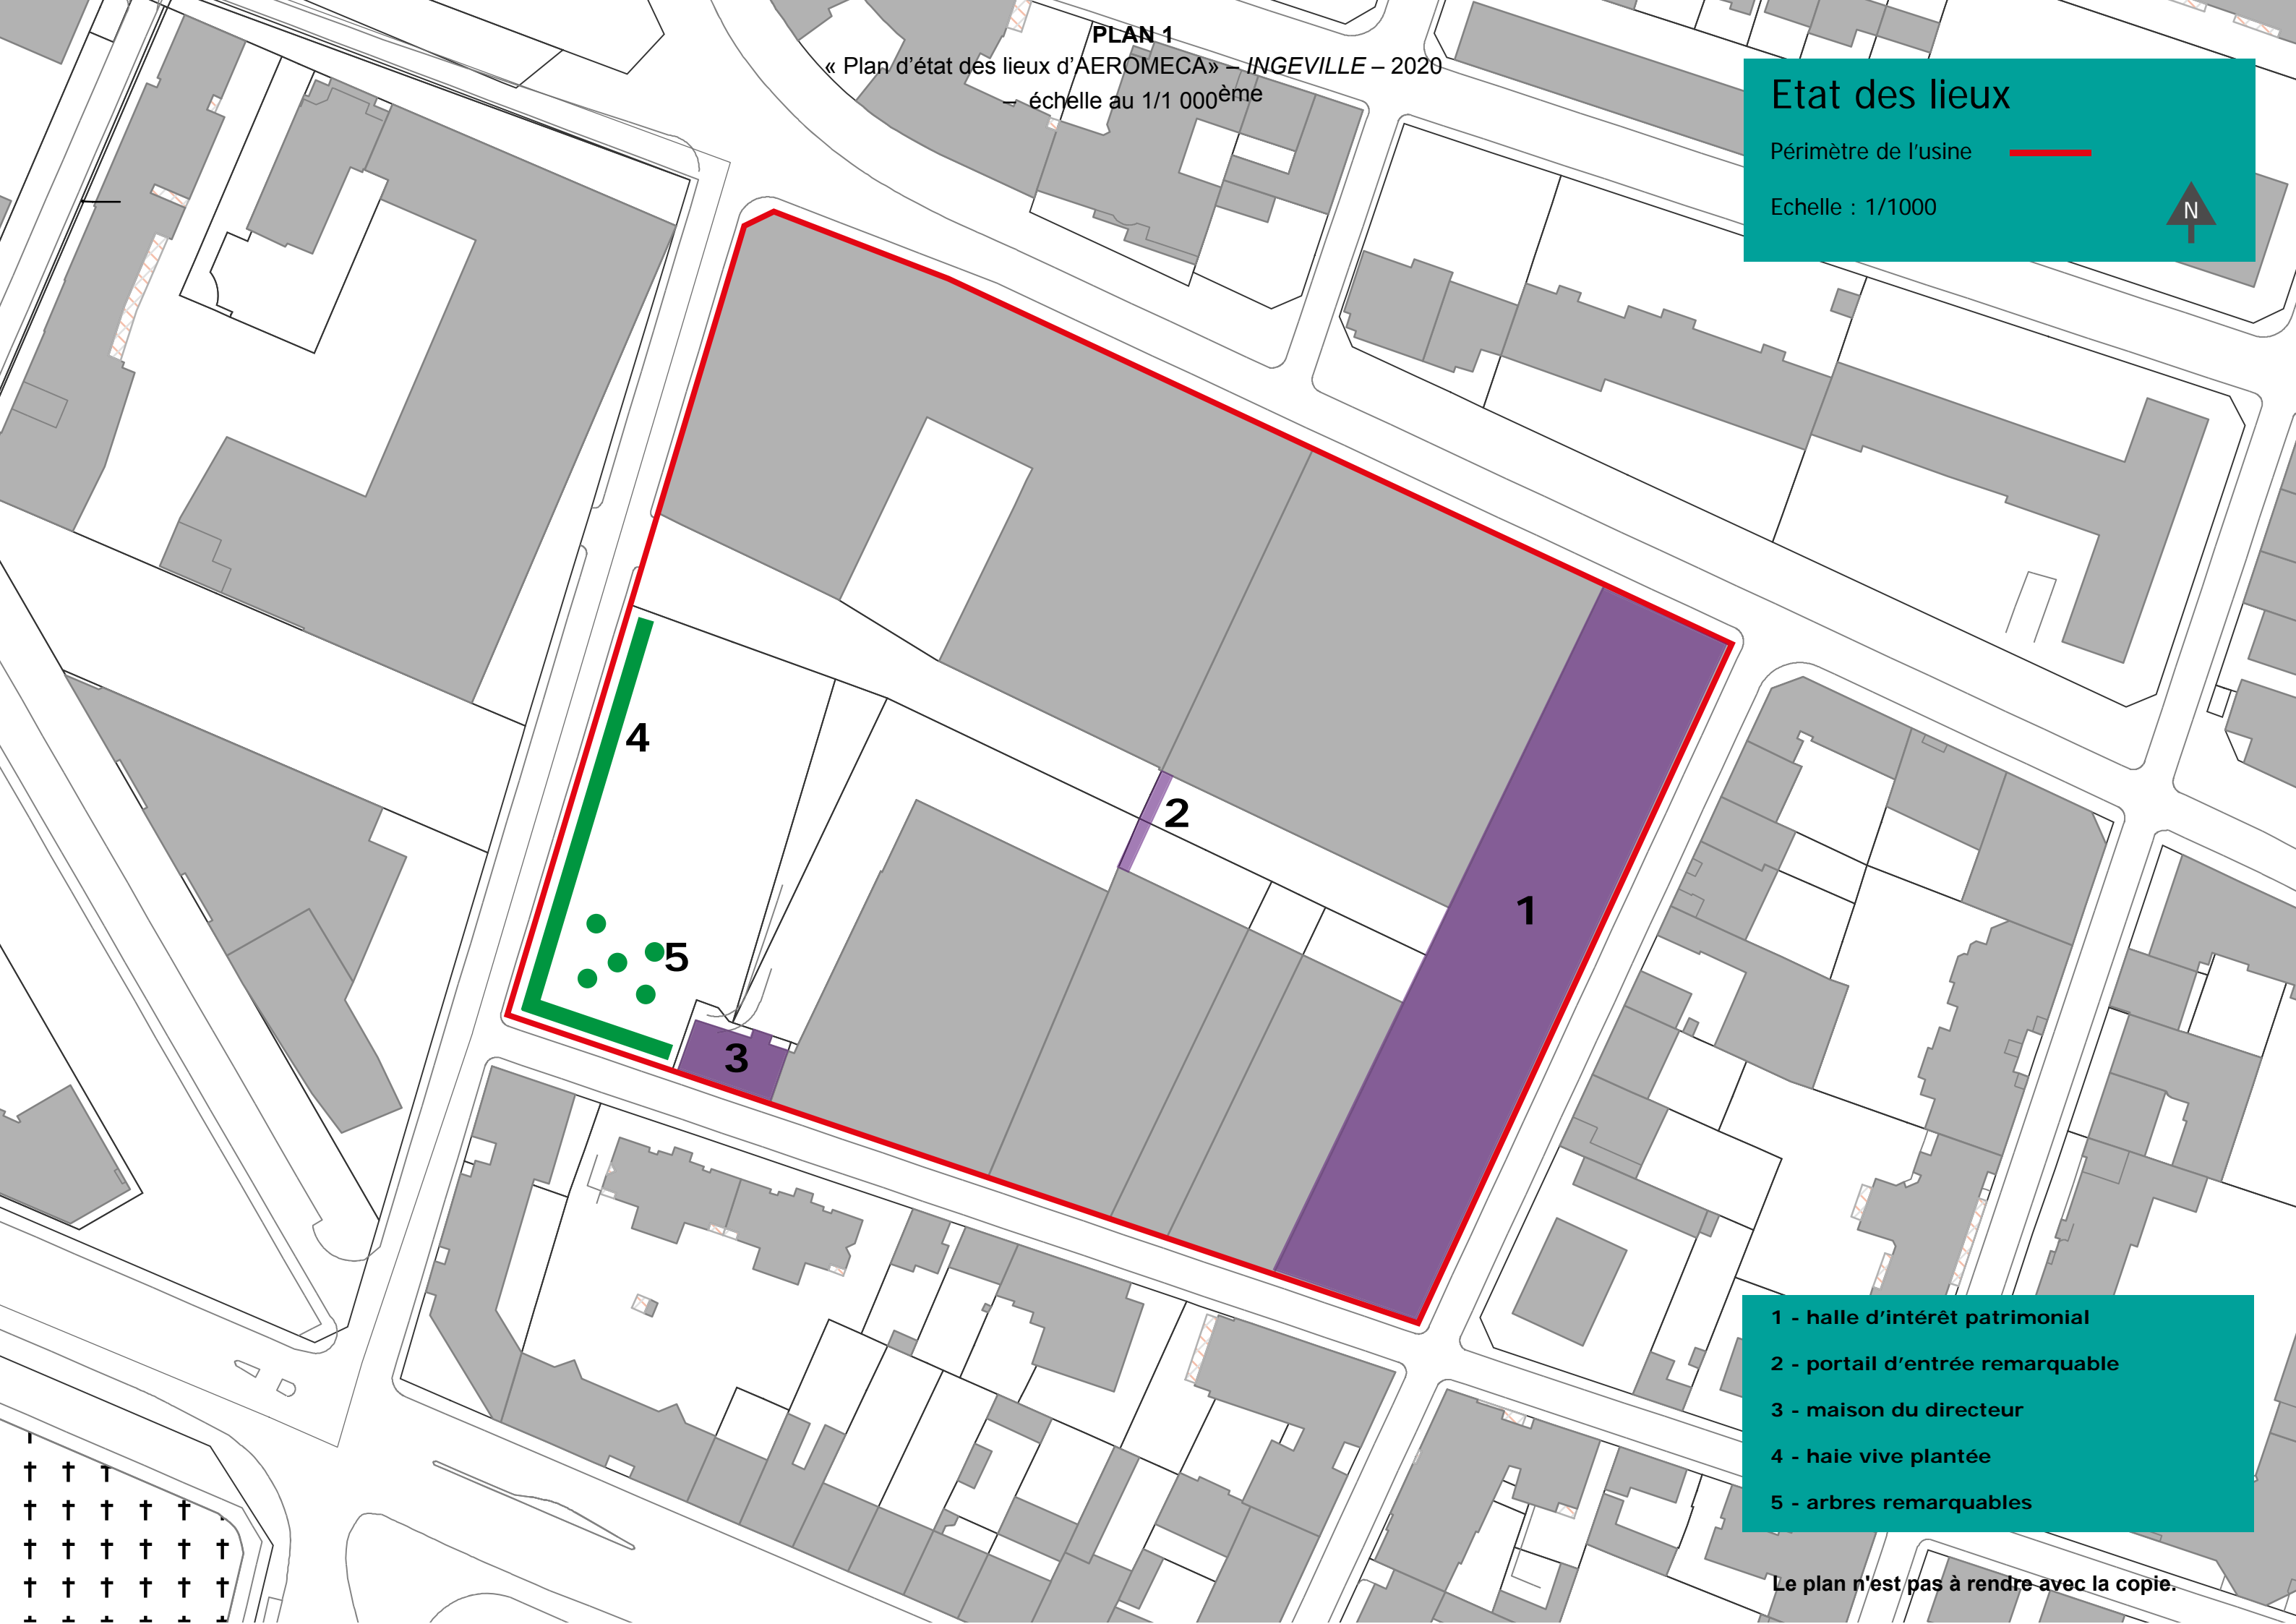 PLAN 1
« Plan d'état des lieux d'AEROMECA» – INGEVILLE – 2020
– échelle au 1/1 000ème
Etat des lieux
Périmètre de l'usine
Echelle : 1/1000
N
4
2
1
5
3
1 - halle d'intérêt patrimonial
2 - portail d'entrée remarquable
3 - maison du directeur
4 - haie vive plantée
5 - arbres remarquables
Le plan n'est pas à rendre avec la copie.